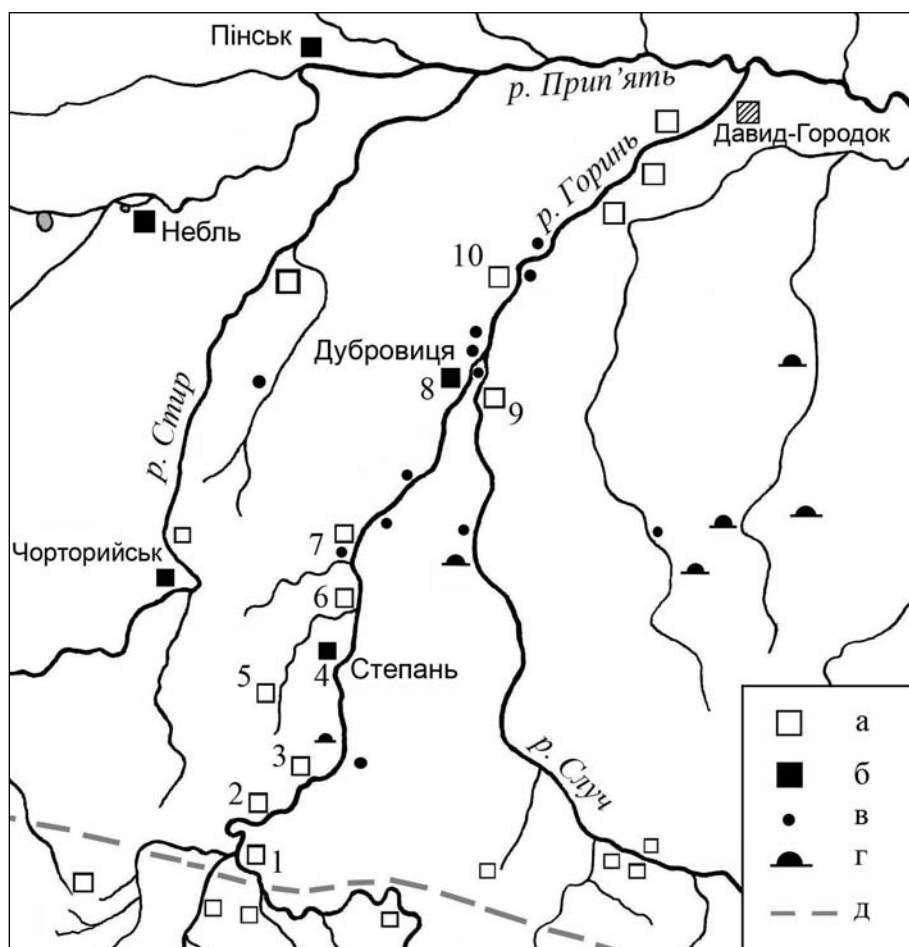 Пінськ
р. Прип’ять
Давид-Городок
р. Горинь
Небль
10
Дубровиця
8
9
р. Стир
7
Чорторийськ
6
5
4
Степань
3
2
р. Случ
1
а
б
в
г
д